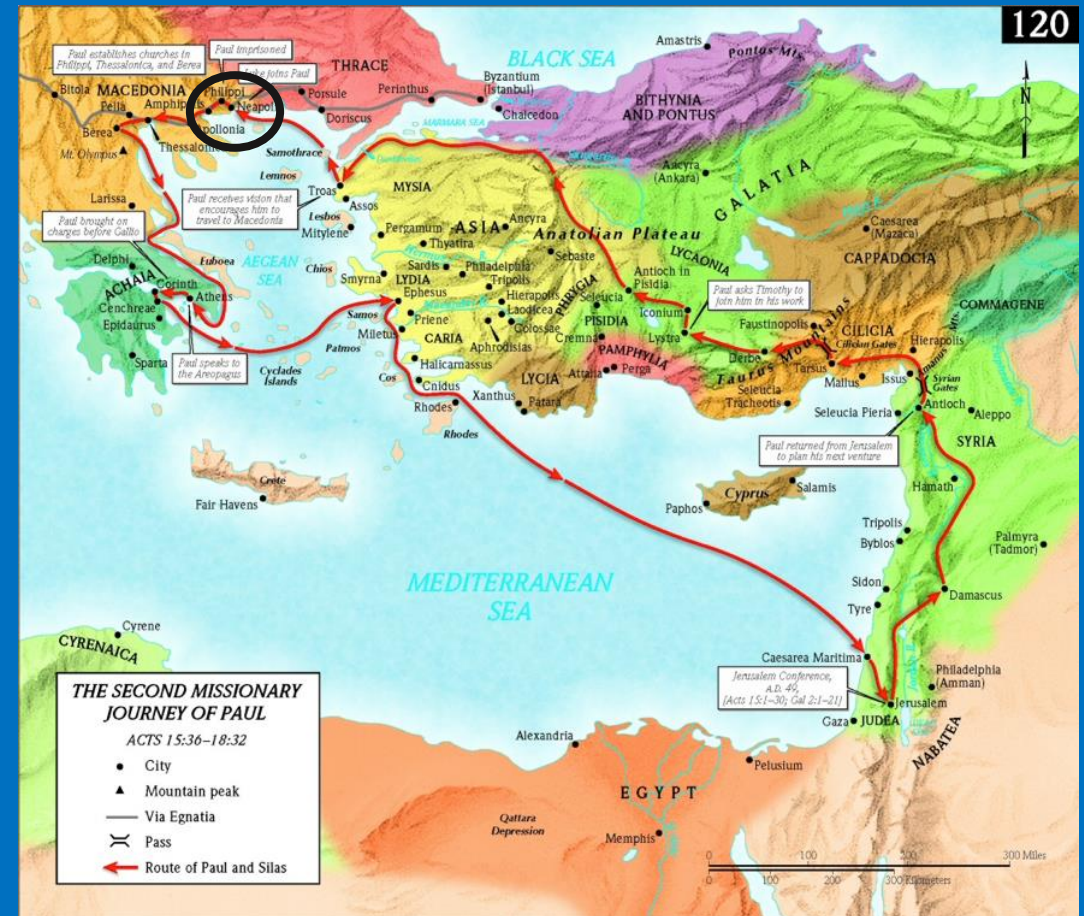 120
Paul establishes churches in
Philippi, Thessalonica, and Berea
Paul imprisoned
joins Paul
BLACK SEA
Amastris
Pontus Mts.
THRACE
Byzantium
(Istanbul)
Chalcedon
Perinthus
BITHYNIA
AND PONTUS
Bitola
MACEDONIA
Pella
Philippi
Porsule
Doriscus
MARMARA SEA
Berea
Mt. Olympus
Samothrace
Lemnos
Troas
Assos
MYSIA
Ancyra
(Ankara)
GALATIA
Larissa
Paul receives vision that
encourages him to
travel to Macedonia
Lesbos
Mitylene
Pergamum
ASIA
Ancyra
Anatolian Plateau
Caesarea
(Mazaca)
CAPPADOCIA
Paul brought on
charges before Gallio
Thyatira
Sebaste
LYCAONIA
Delphi
Euboea
AEGEAN
SEA
Chios
Smyrna
Sardis
Philadelphia
Tripolis
LYDIA
Antioch in
Pisidia
Paul asks Timothy to
join him in his work
COMMAGENE
ACHAIA
Corinth
Athens
Ephesus
Hierapolis
Laodicea
Colossae
PHRYGIA
Seleucia
PISIDIA
Iconium
Lystra
Faustinopolis
CILICIA
Cilician Gates
Hierapolis
Cenchreae
Epidaurus
Samos
Priene
Miletus
CARIA
Aphrodisias
Cremna
PAMPHYLIA
Derbe
Taurus Mountains
Tarsus
Mallus
Issus
Amanus Mts.
Syrian
Gates
Sparta
Paul speaks to
the Areopagus
Patmos
Cyclades
Islands
Halicarnassus
Cos
Cnidus
LYCIA
Attalia
Perga
Xanthus
Patara
Seleucia
Tracheotis
Seleucia Pieria
Antioch
Aleppo
Rhodes
Rhodes
SYRIA
Paul returned from Jerusalem
to plan his next venture
Crete
Fair Havens
Cyprus
Salamis
Paphos
Hamath
Tripolis
Byblos
Palmyra
(Tadmor)
MEDITERRANEAN
SEA
Sidon
Tyre
Damascus
Cyrene
CYRENAICA
Caesarea Maritima
Jerusalem Conference,
A.D. 49,
[Acts 15:1–30; Gal 2:1–21]
Philadelphia
(Amman)
Jerusalem
Gaza
JUDEA
NABATEA
Alexandria
Pelusium
EGYPT
Qattara
Depression
Memphis
THE SECOND MISSIONARY
JOURNEY OF PAUL
ACTS 15:36–18:32
City
Mountain peak
Via Egnatia
Pass
Route of Paul and Silas
N
0 100 200 300 Miles
0 100 200 300 Kilometers